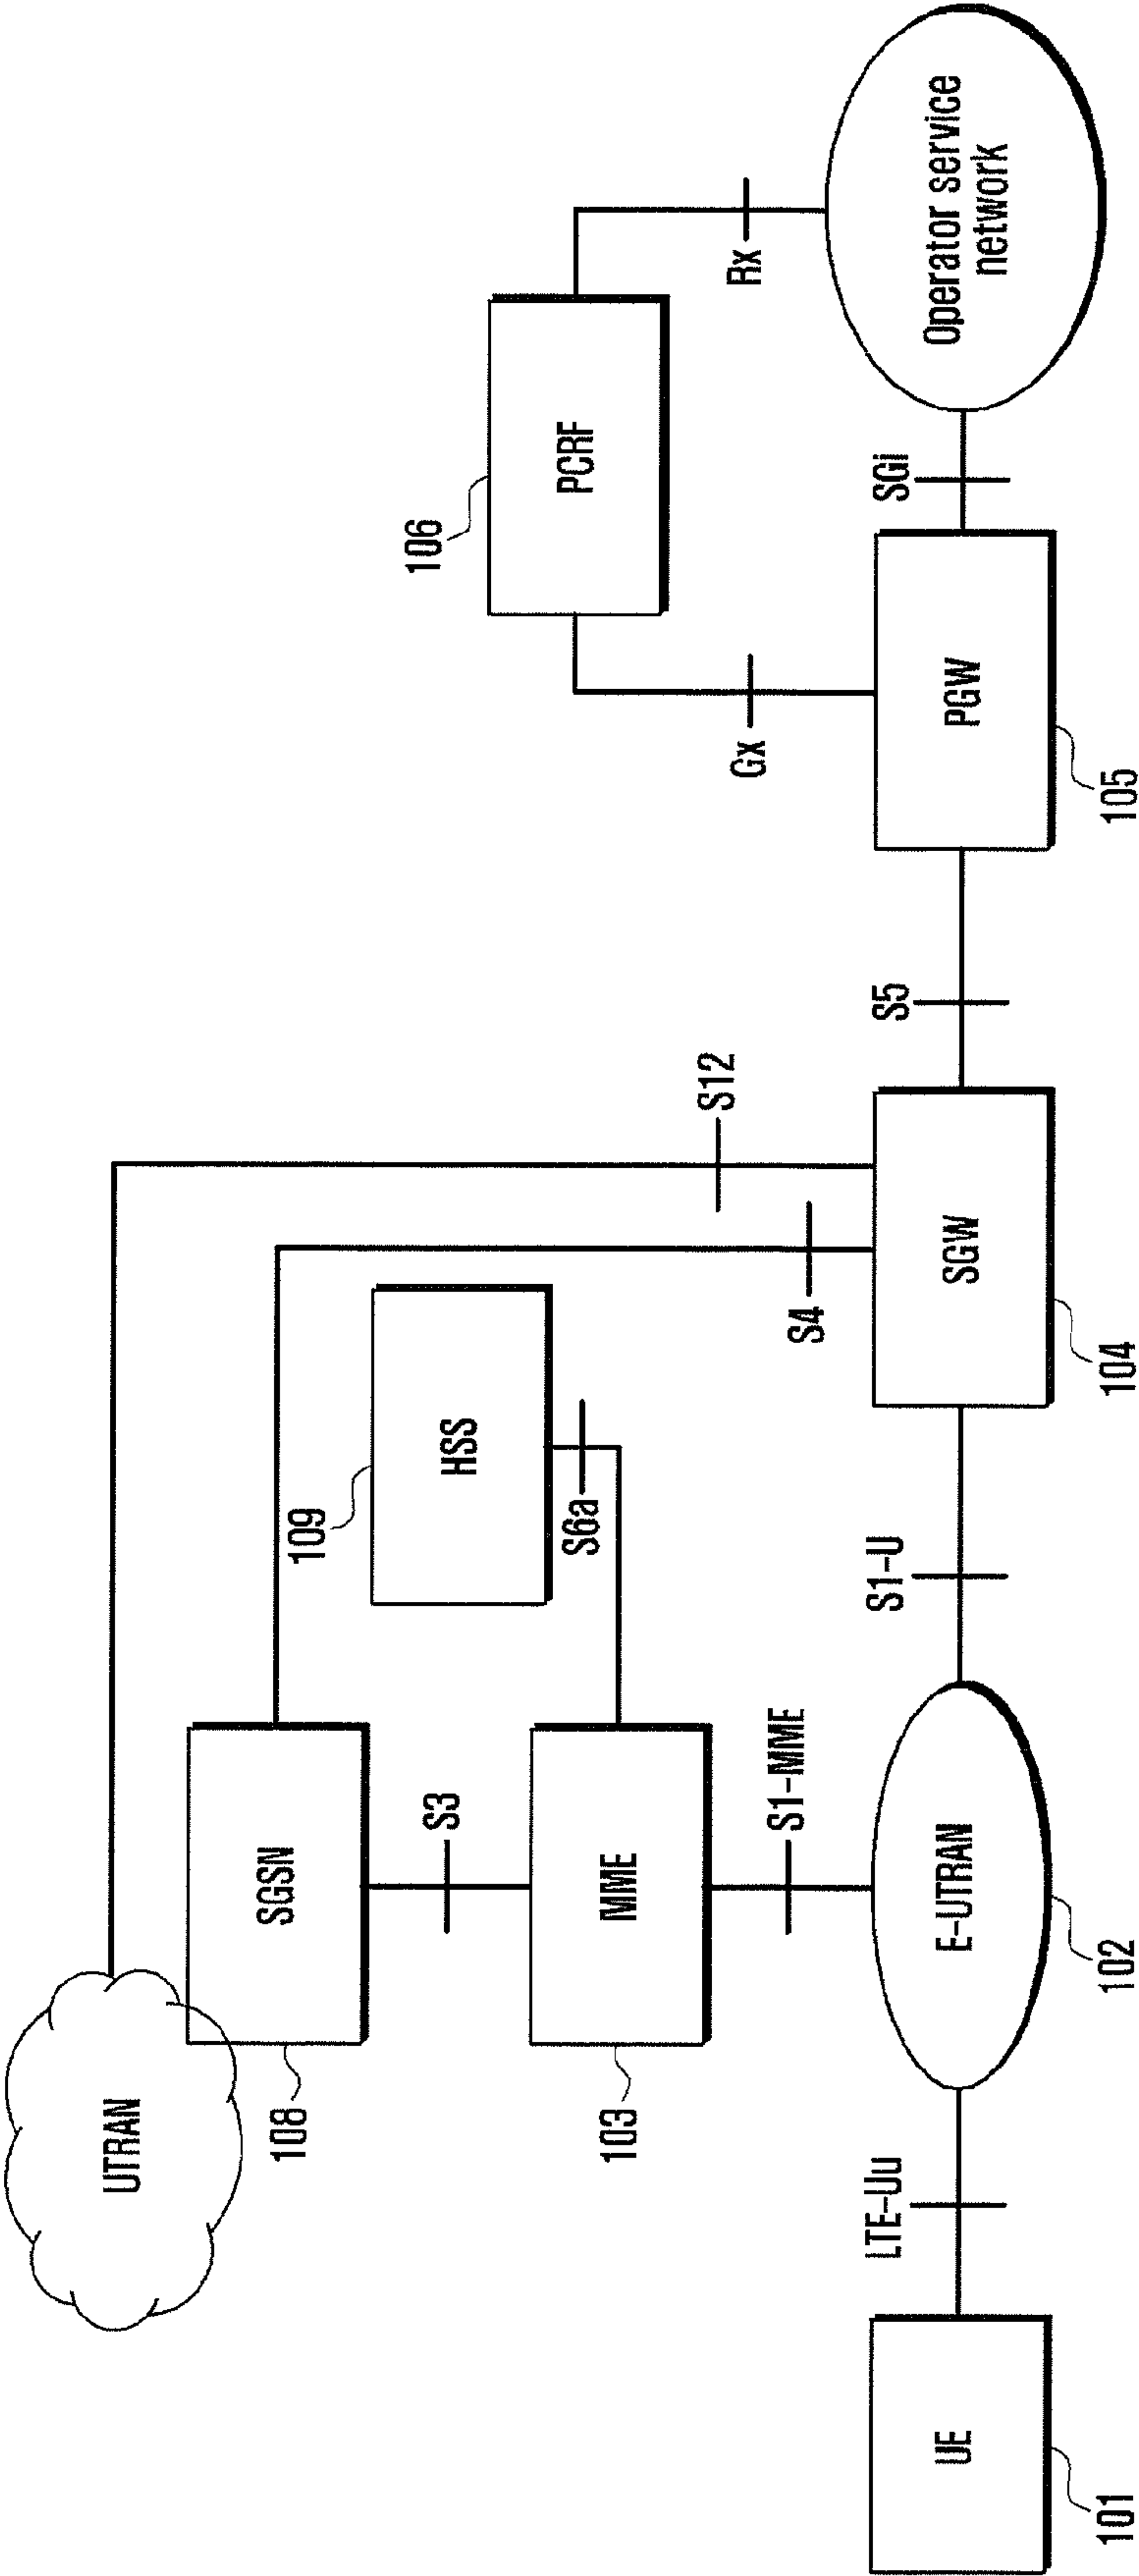 UTRAN
SGSN
108
S3
HSS
109
S6a
MME
103
S1-MME
S12
S4
106
PCRF
Gx
Rx
UE
101
LTE-Uu
E-UTRAN
102
S1-U
SGW
104
S5
PGW
105
SGi
Operator service
network